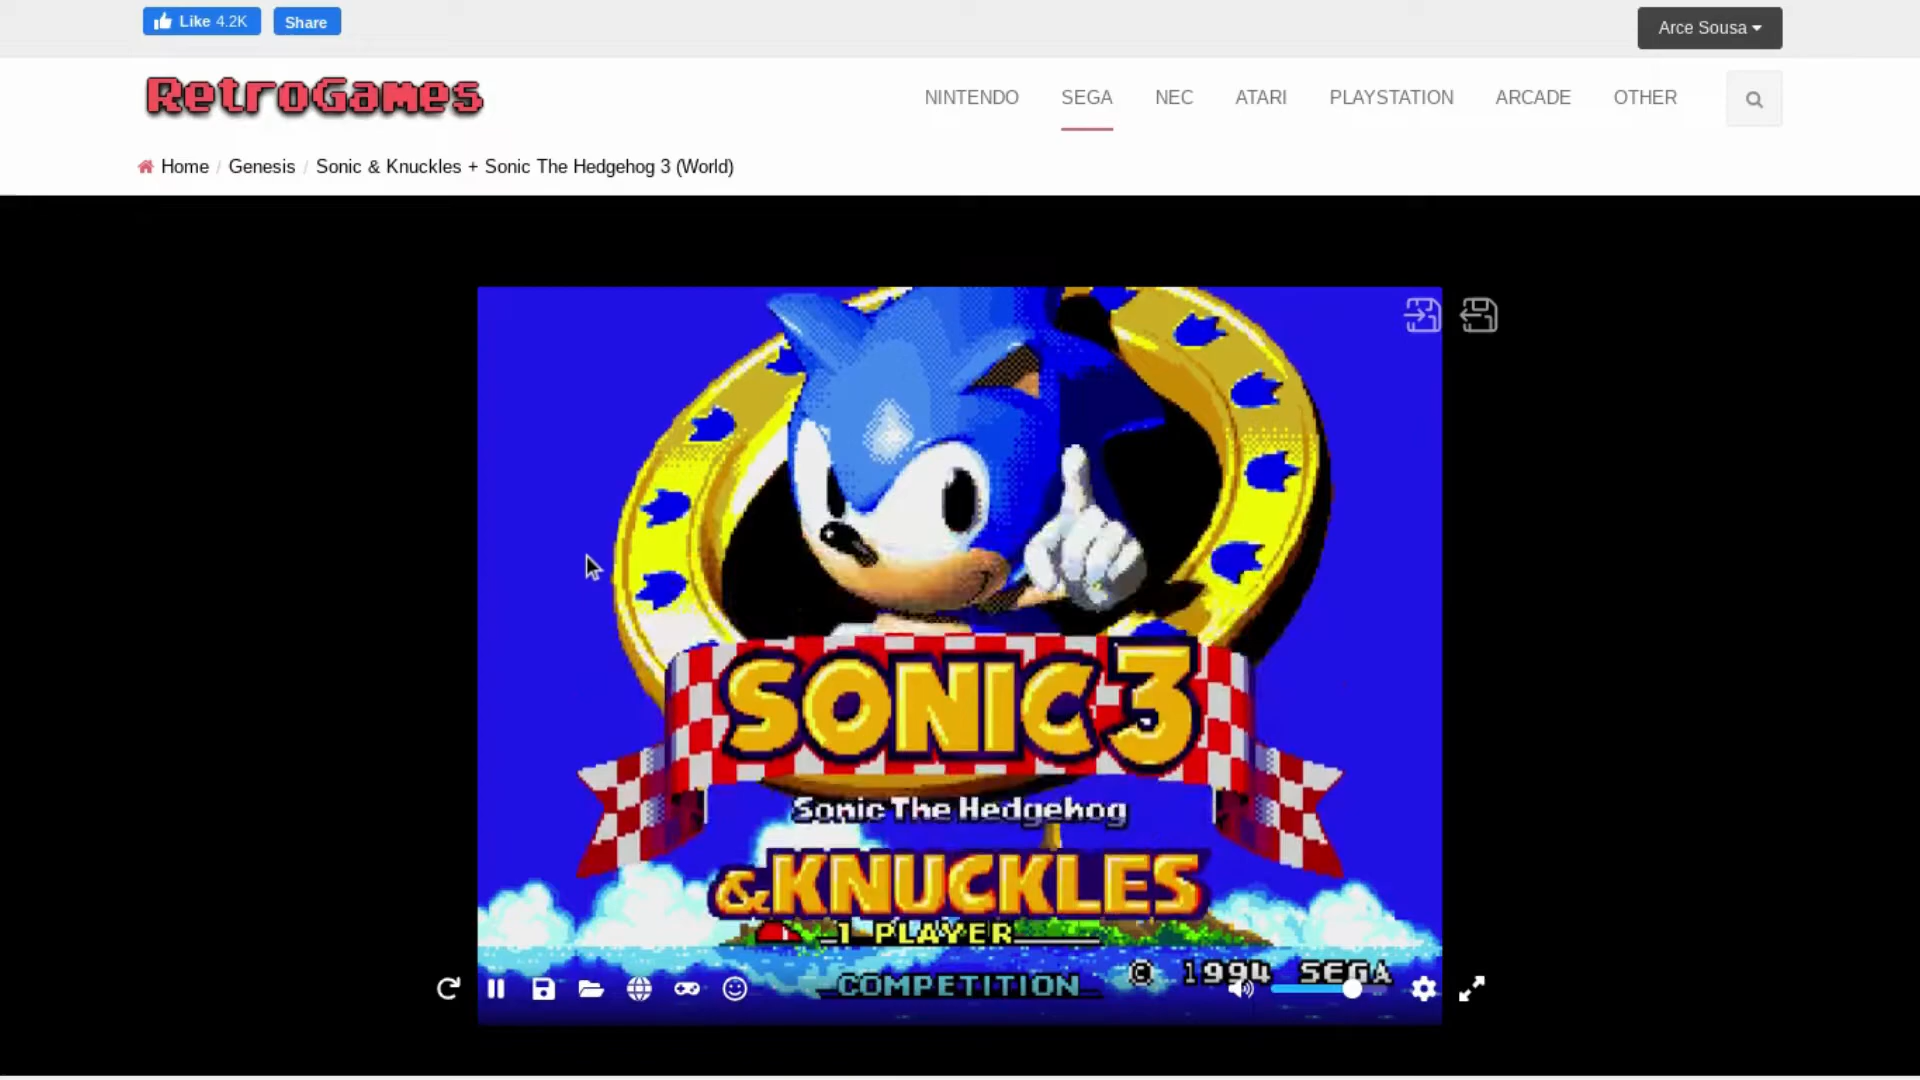 Like 4.2K
Share
Arce Sousa
RetroGames
NINTENDO
SEGA
NEC
ATARI
PLAYSTATION
ARCADE
OTHER
Home / Genesis / Sonic & Knuckles + Sonic The Hedgehog 3 (World)
SONIC 3
Sonic The Hedgehog
&KNUCKLES
1 PLAYER
© 1994 SEGA
COMPETITION